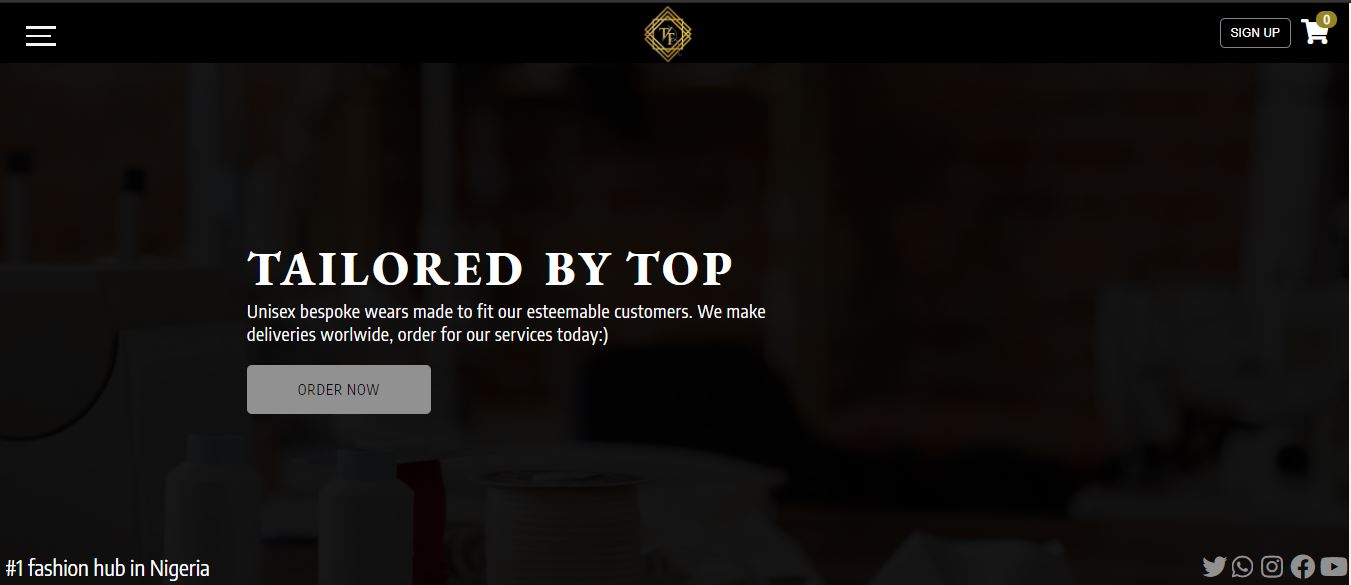 SIGN UP
0
TAILORED BY TOP
Unisex bespoke wears made to fit our esteemable customers. We make
deliveries worlwide, order for our services today:)
ORDER NOW
#1 fashion hub in Nigeria